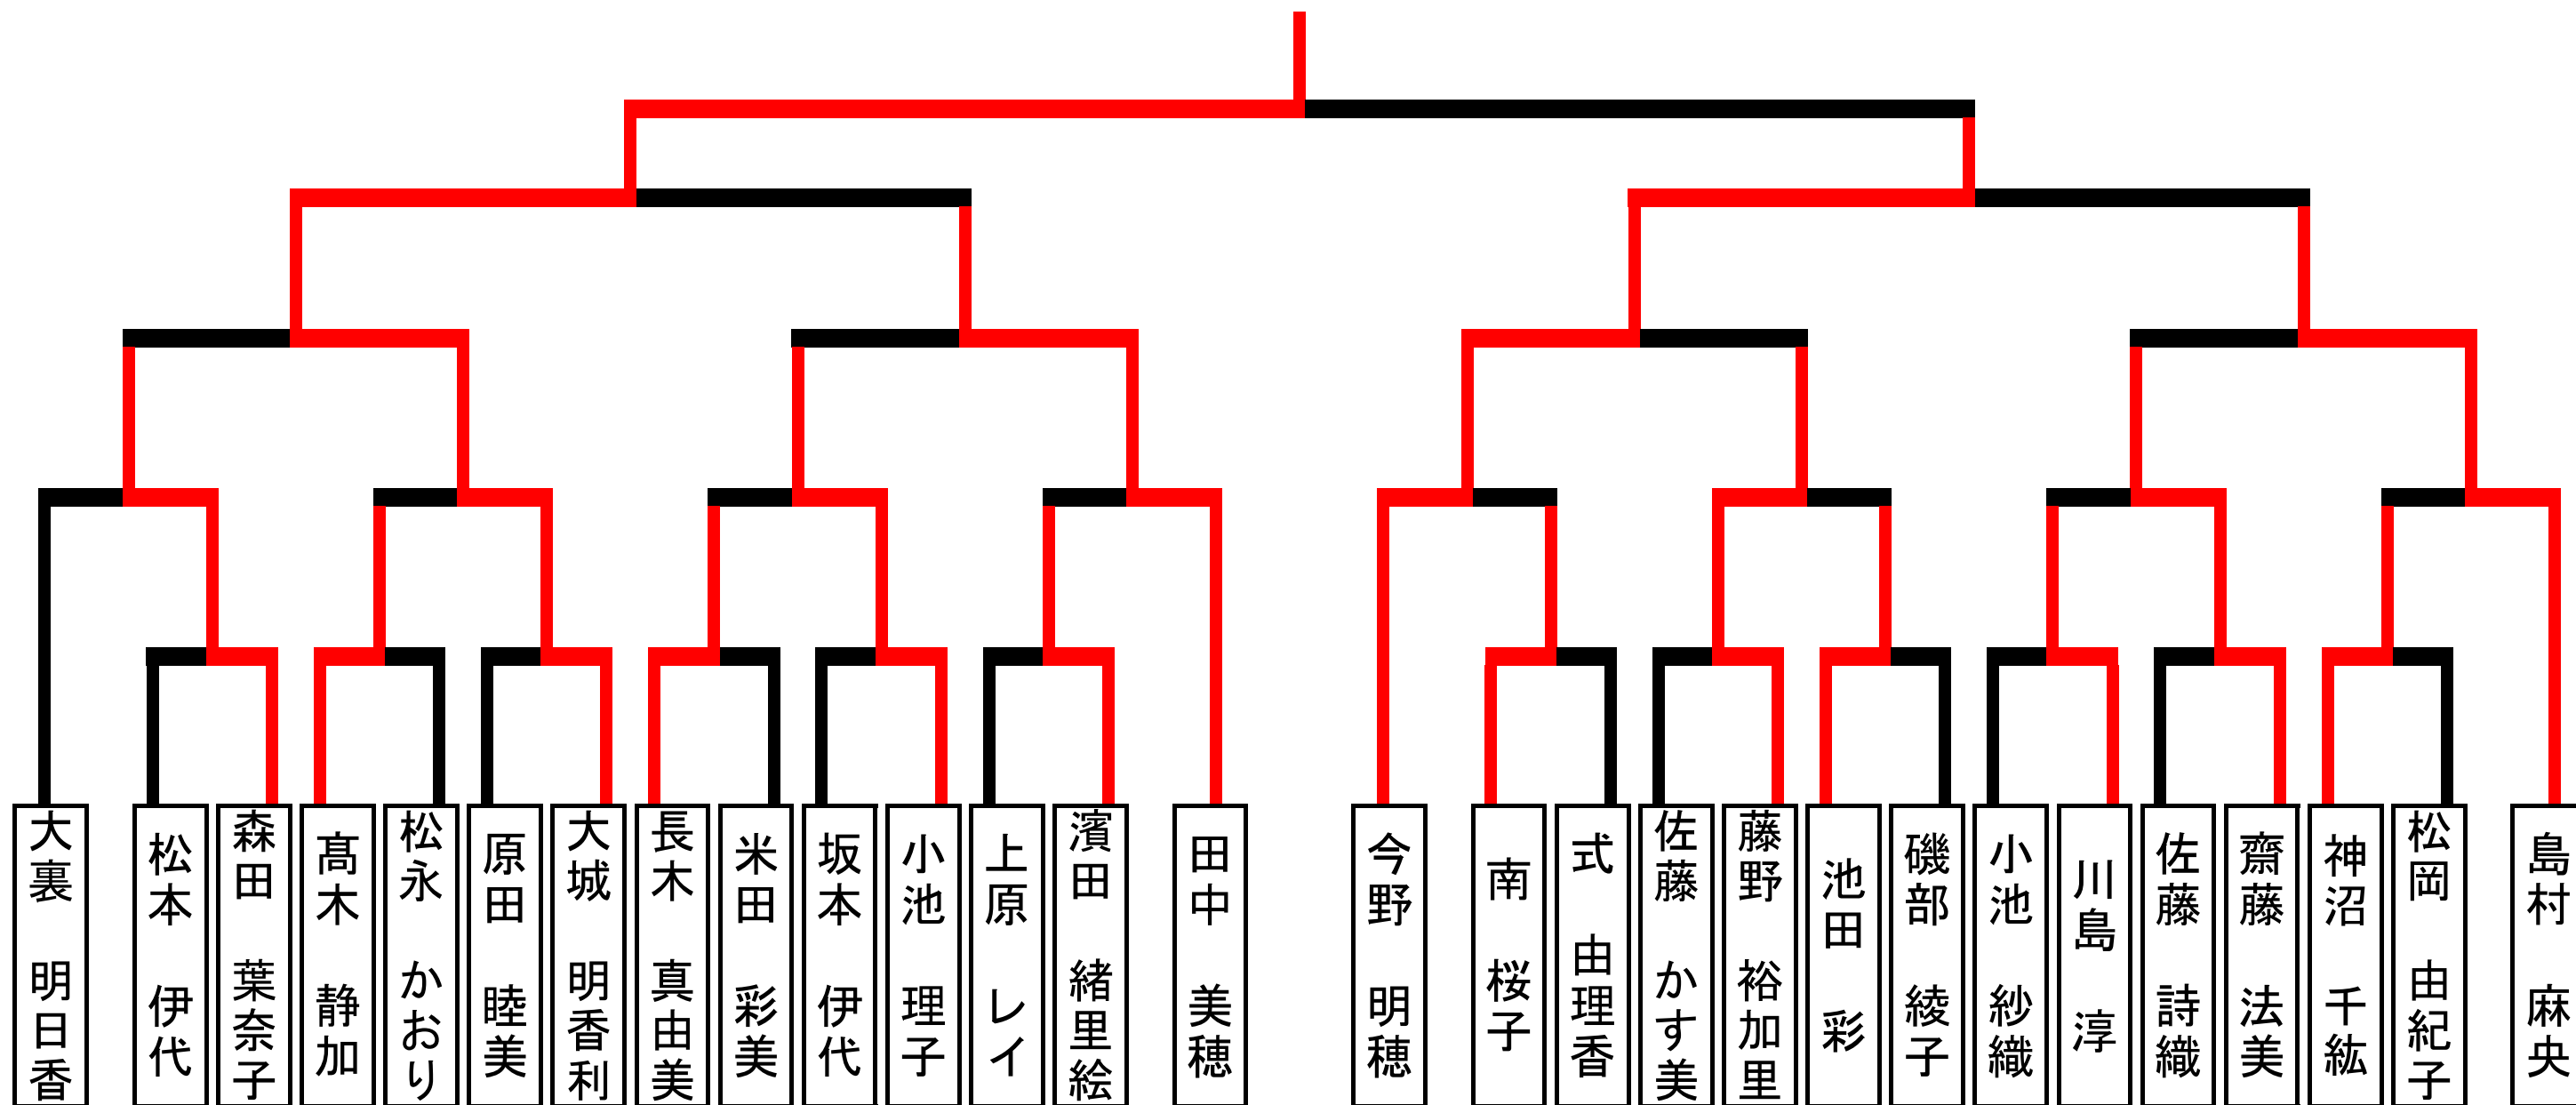 大裏　明日香
松本　伊代
森田　葉奈子
髙木　静加
松永　かおり
原田　睦美
大城　明香利
長木　真由美
米田　彩美
坂本　伊代
小池　理子
上原　レイ
濱田　緒里絵
田中　美穂
今野　明穂
南　桜子
式　由理香
佐藤　かす美
藤野　裕加里
池田　彩
磯部　綾子
小池　紗織
川島　淳
佐藤　詩織
齋藤　法美
神沼　千紘
松岡　由紀子
島村　麻央